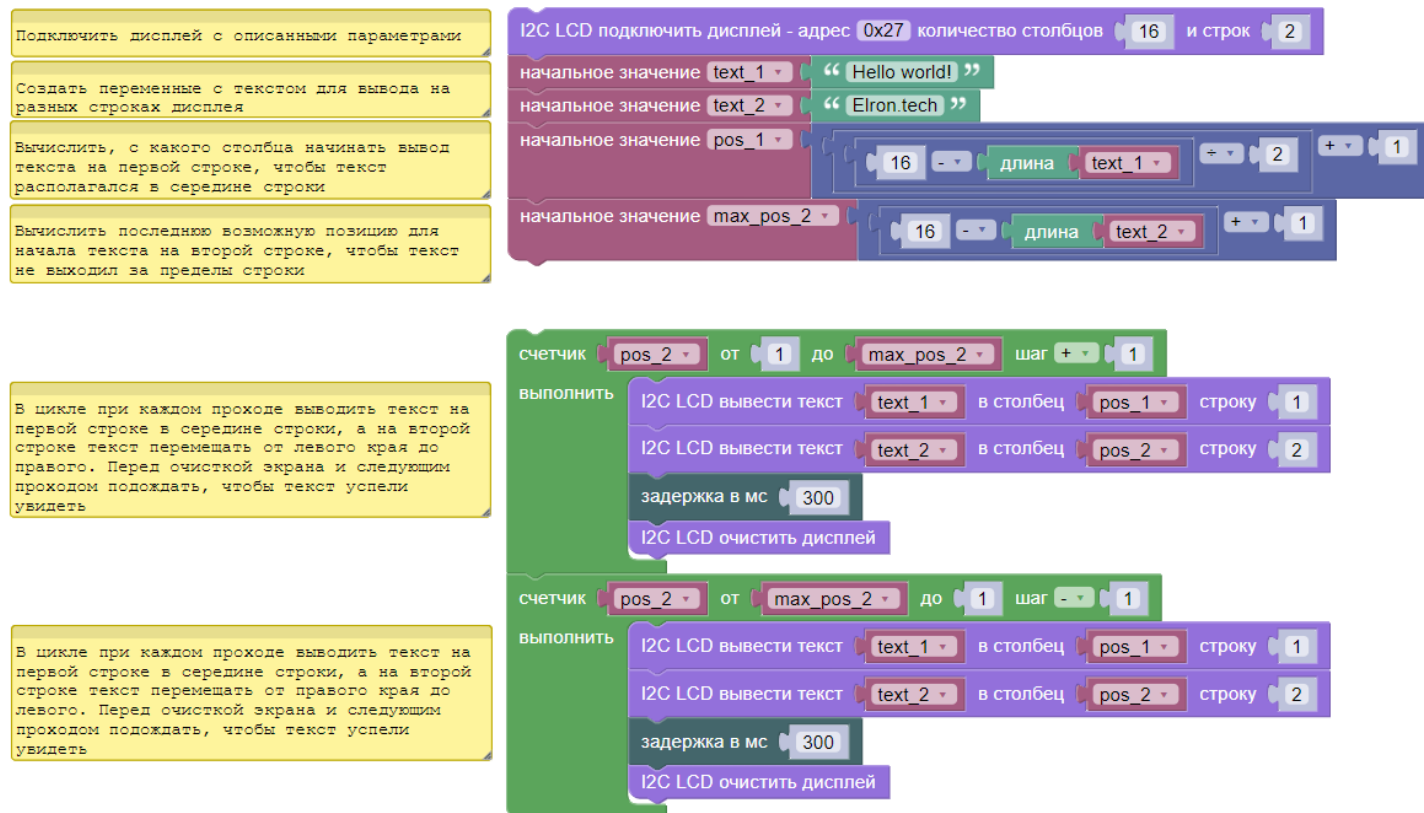 Подключить дисплей с описанными параметрами
I2C LCD подключить дисплей - адрес 0x27 количество столбцов 16 и строк 2
Создать переменные с текстом для вывода на
разных строках дисплея
начальное значение text_1 “ Hello world! ”
начальное значение text_2 “ Elron.tech ”
Вычислить, с какого столбца начинать вывод
текста на первой строке, чтобы текст
располагался в середине строки
начальное значение pos_1 16 - длина text_1 ÷ 2 + 1
Вычислить последнюю возможную позицию для
начала текста на второй строке, чтобы текст
не выходил за пределы строки
начальное значение max_pos_2 16 - длина text_2 + 1
В цикле при каждом проходе выводить текст на
первой строке в середине строки, а на второй
строке текст перемещать от левого края до
правого. Перед очисткой экрана и следующим
проходом подождать, чтобы текст успели
увидеть
счетчик pos_2 от 1 до max_pos_2 шаг + 1
выполнить
I2C LCD вывести текст text_1 в столбец pos_1 строку 1
I2C LCD вывести текст text_2 в столбец pos_2 строку 2
задержка в мс 300
I2C LCD очистить дисплей
В цикле при каждом проходе выводить текст на
первой строке в середине строки, а на второй
строке текст перемещать от правого края до
левого. Перед очисткой экрана и следующим
проходом подождать, чтобы текст успели
увидеть
счетчик pos_2 от max_pos_2 до 1 шаг - 1
выполнить
I2C LCD вывести текст text_1 в столбец pos_1 строку 1
I2C LCD вывести текст text_2 в столбец pos_2 строку 2
задержка в мс 300
I2C LCD очистить дисплей